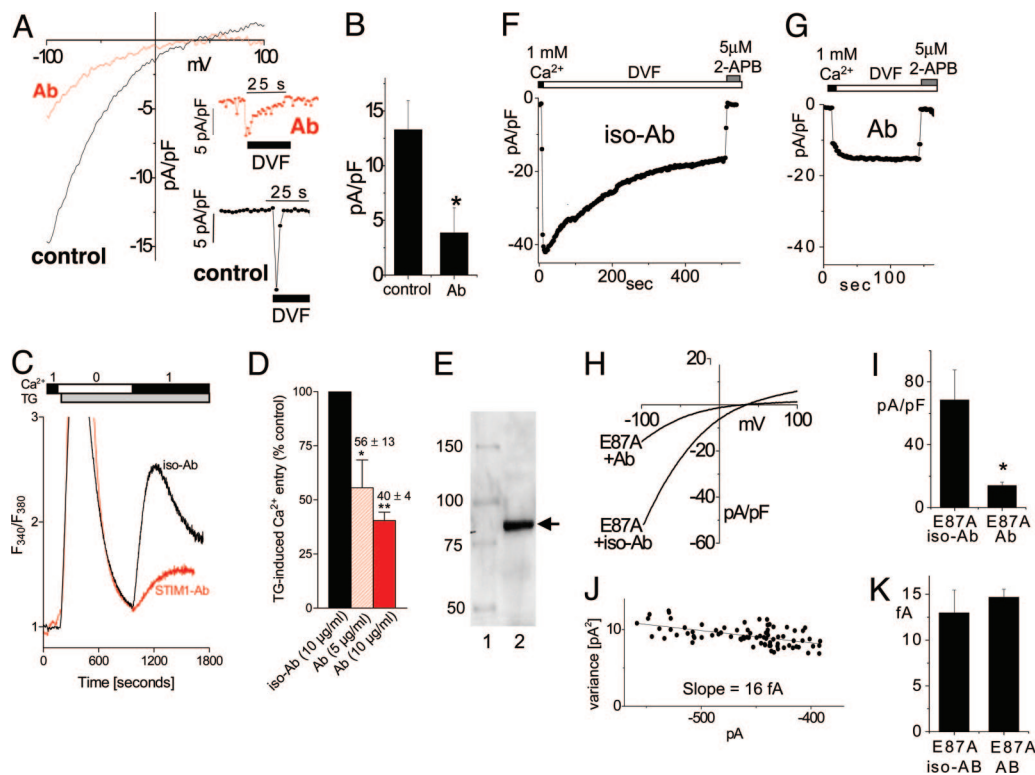 A
-100
mV
100
Ab
-5
-10
-15
pA/pF
control
25 s
5 pA/pF
Ab
DVF
25 s
5 pA/pF
control
DVF
B
pA/pF
15
10
5
0
*
control
Ab
F
1 mM
Ca2+
DVF
5μM
2-APB
pA/pF
0
-20
-40
iso-Ab
0
200
sec
400
G
1 mM
Ca2+
DVF
5μM
2-APB
pA/pF
0
-20
-40
Ab
0
sec
100
C
Ca2+
1
0
1
TG
F340/F380
3
2
1
iso-Ab
STIM1-Ab
0
600
1200
1800
Time [seconds]
D
TG-induced Ca2+ entry (% control)
100
75
50
25
0
56 ± 13
*
40 ± 4
**
iso-Ab (10 μg/ml)
Ab (5 μg/ml)
Ab (10 μg/ml)
E
150
100
75
50
1
2
H
20
-100
mV
100
E87A
+Ab
-20
-40
pA/pF
-60
E87A
+iso-Ab
I
80
pA/pF
40
0
*
E87A
iso-Ab
E87A
Ab
J
variance [pA2]
10
0
Slope = 16 fA
-500
-400
pA
K
fA
15
10
5
0
E87A
iso-AB
E87A
AB